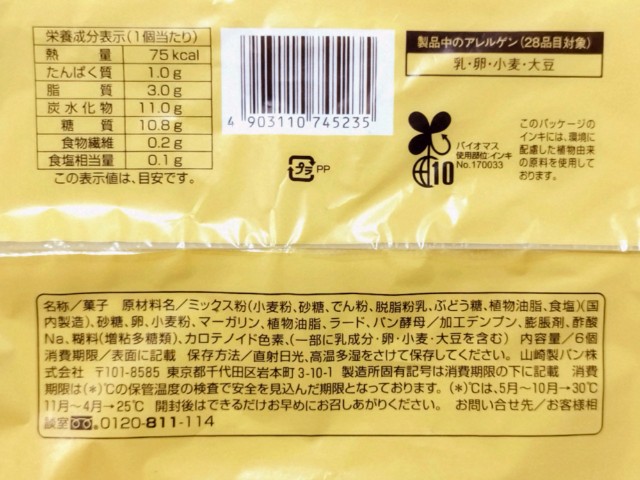 栄養成分表示(1個当たり)
熱量 75kcal
たんぱく質 1.0g
脂質 3.0g
炭水化物 11.0g
糖質 10.8g
食物繊維 0.2g
食塩相当量 0.1g
この表示値は、目安です。
4 903110 745235
プラ PP
製品中のアレルゲン(28品目対象)
乳・卵・小麦・大豆
バイオマス
使用部位:インキ
No.170033
10
このパッケージの
インキには、環境に
配慮した植物由来
の原料を使用して
おります。
名称/菓子 原材料名/ミックス粉(小麦粉、砂糖、でん粉、脱脂粉乳、ぶどう糖、植物油脂、食塩)(国
内製造)、砂糖、卵、小麦粉、マーガリン、植物油脂、ラード、パン酵母/加工デンプン、膨脹剤、酢酸
Na、糊料(増粘多糖類)、カロテノイド色素、(一部に乳成分・卵・小麦・大豆を含む) 内容量/6個
消費期限/表面に記載 保存方法/直射日光、高温多湿をさけて保存してください。 山崎製パン株
式会社 〒101-8585 東京都千代田区岩本町3-10-1 製造所固有記号は消費期限の下に記載 消費
期限は(*)℃の保管温度の検査で安全を見込んだ期限となっております。(*)℃は、5月~10月→30℃
11月~4月→25℃ 開封後はできるだけお早めにお召しあがりください。 お問い合せ先/お客様相
談室 0120-811-114